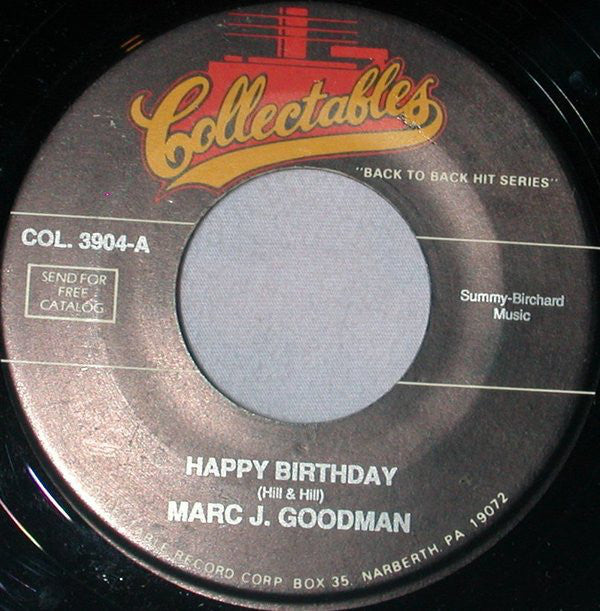 Collectables
"BACK TO BACK HIT SERIES"
COL. 3904-A
SEND FOR
FREE
CATALOG
Summy-Birchard
Music
HAPPY BIRTHDAY
(Hill & Hill)
MARC J. GOODMAN
RECORD CORP. BOX 35, NARBERTH, PA 19072